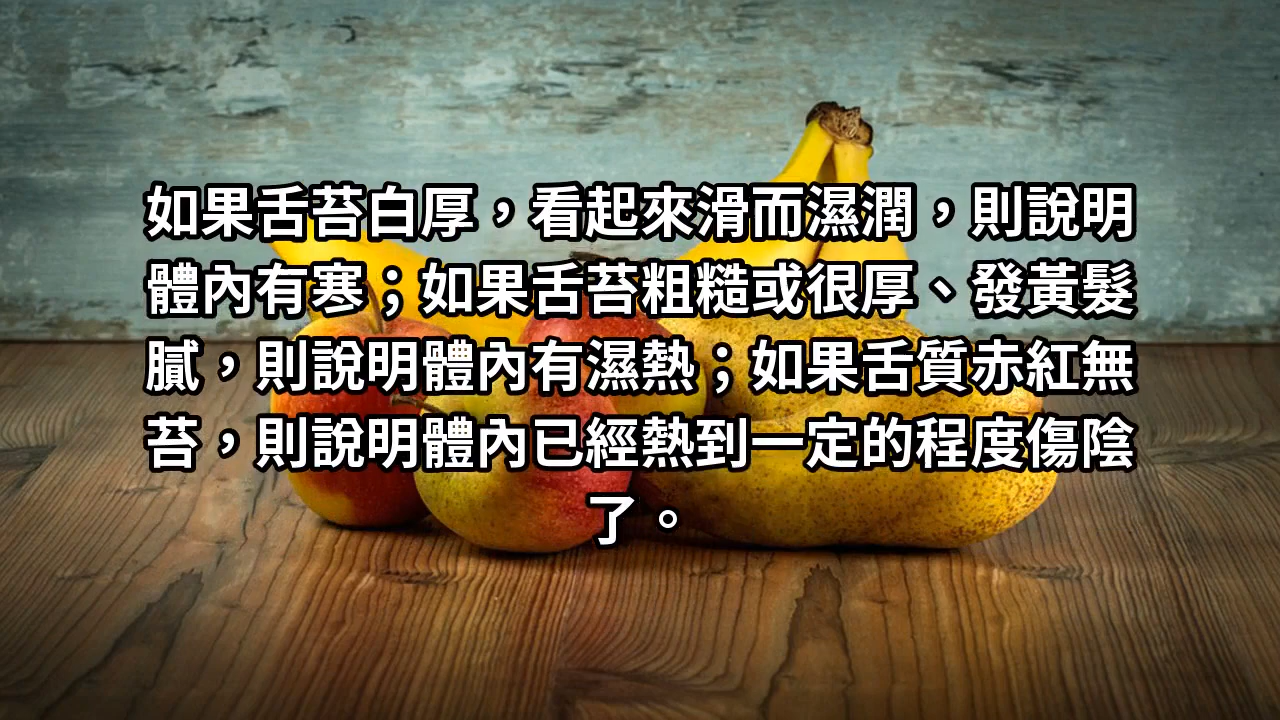 如果舌苔白厚，看起來滑而濕潤，則說明
體內有寒；如果舌苔粗糙或很厚、發黃髮
膩，則說明體內有濕熱；如果舌質赤紅無
苔，則說明體內已經熱到一定的程度傷陰
了。